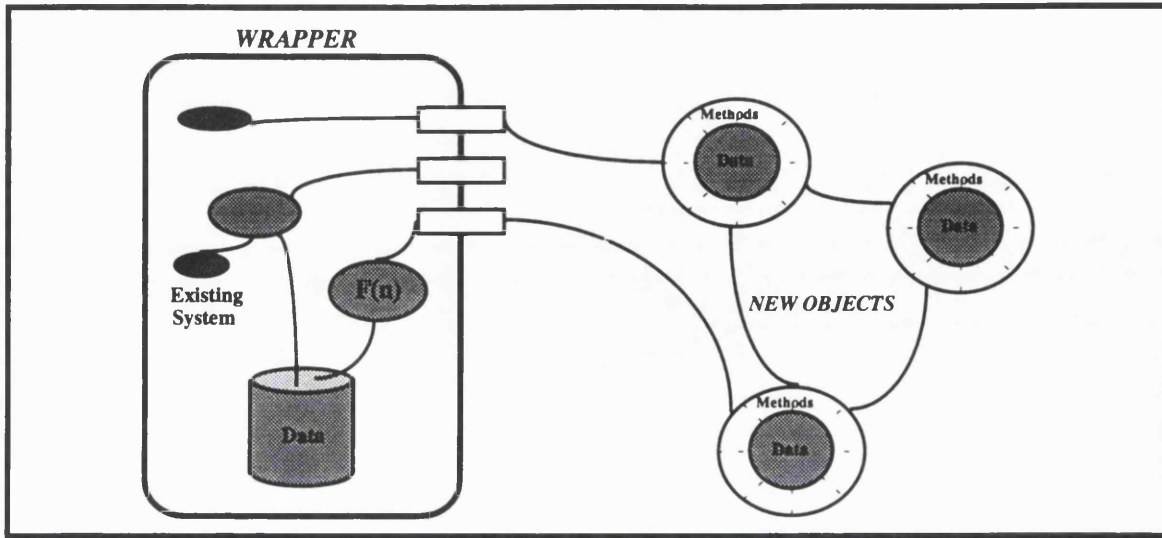 WRAPPER
Existing
System
F(n)
Data
Methods
Data
Methods
Data
NEW OBJECTS
Methods
Data